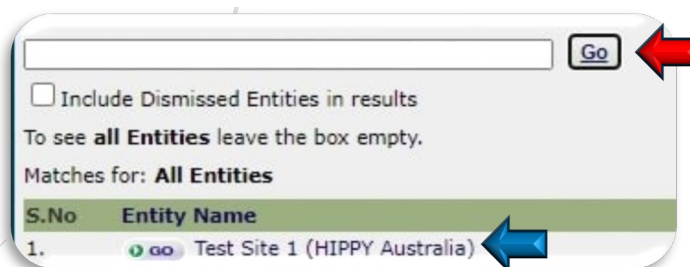 Go
Include Dismissed Entities in results
To see all Entities leave the box empty.
Matches for: All Entities
S.No Entity Name
1. GO Test Site 1 (HIPPY Australia)